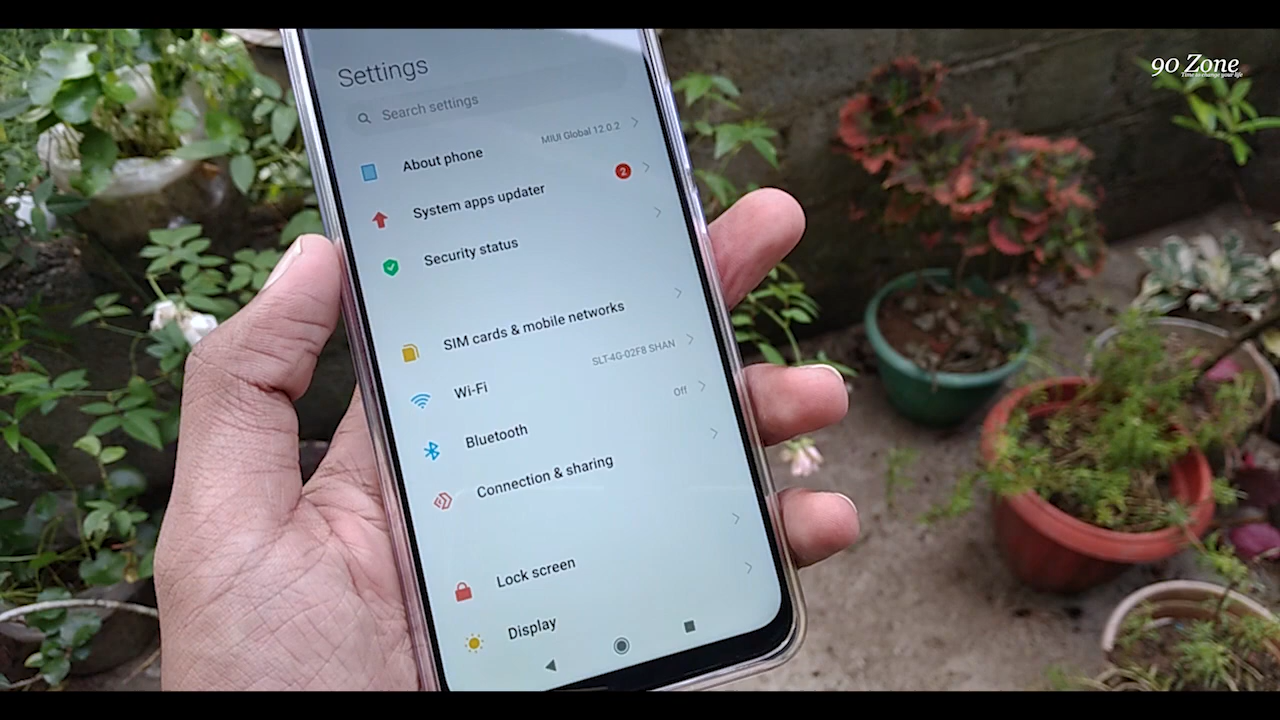 90 Zone
Time to change your life
Settings
Search settings
About phone
MIUI Global 12.0.2
System apps updater
2
Security status
SIM cards & mobile networks
Wi-Fi
SLT-4G-02F8 SHAN
Bluetooth
Off
Connection & sharing
Lock screen
Display